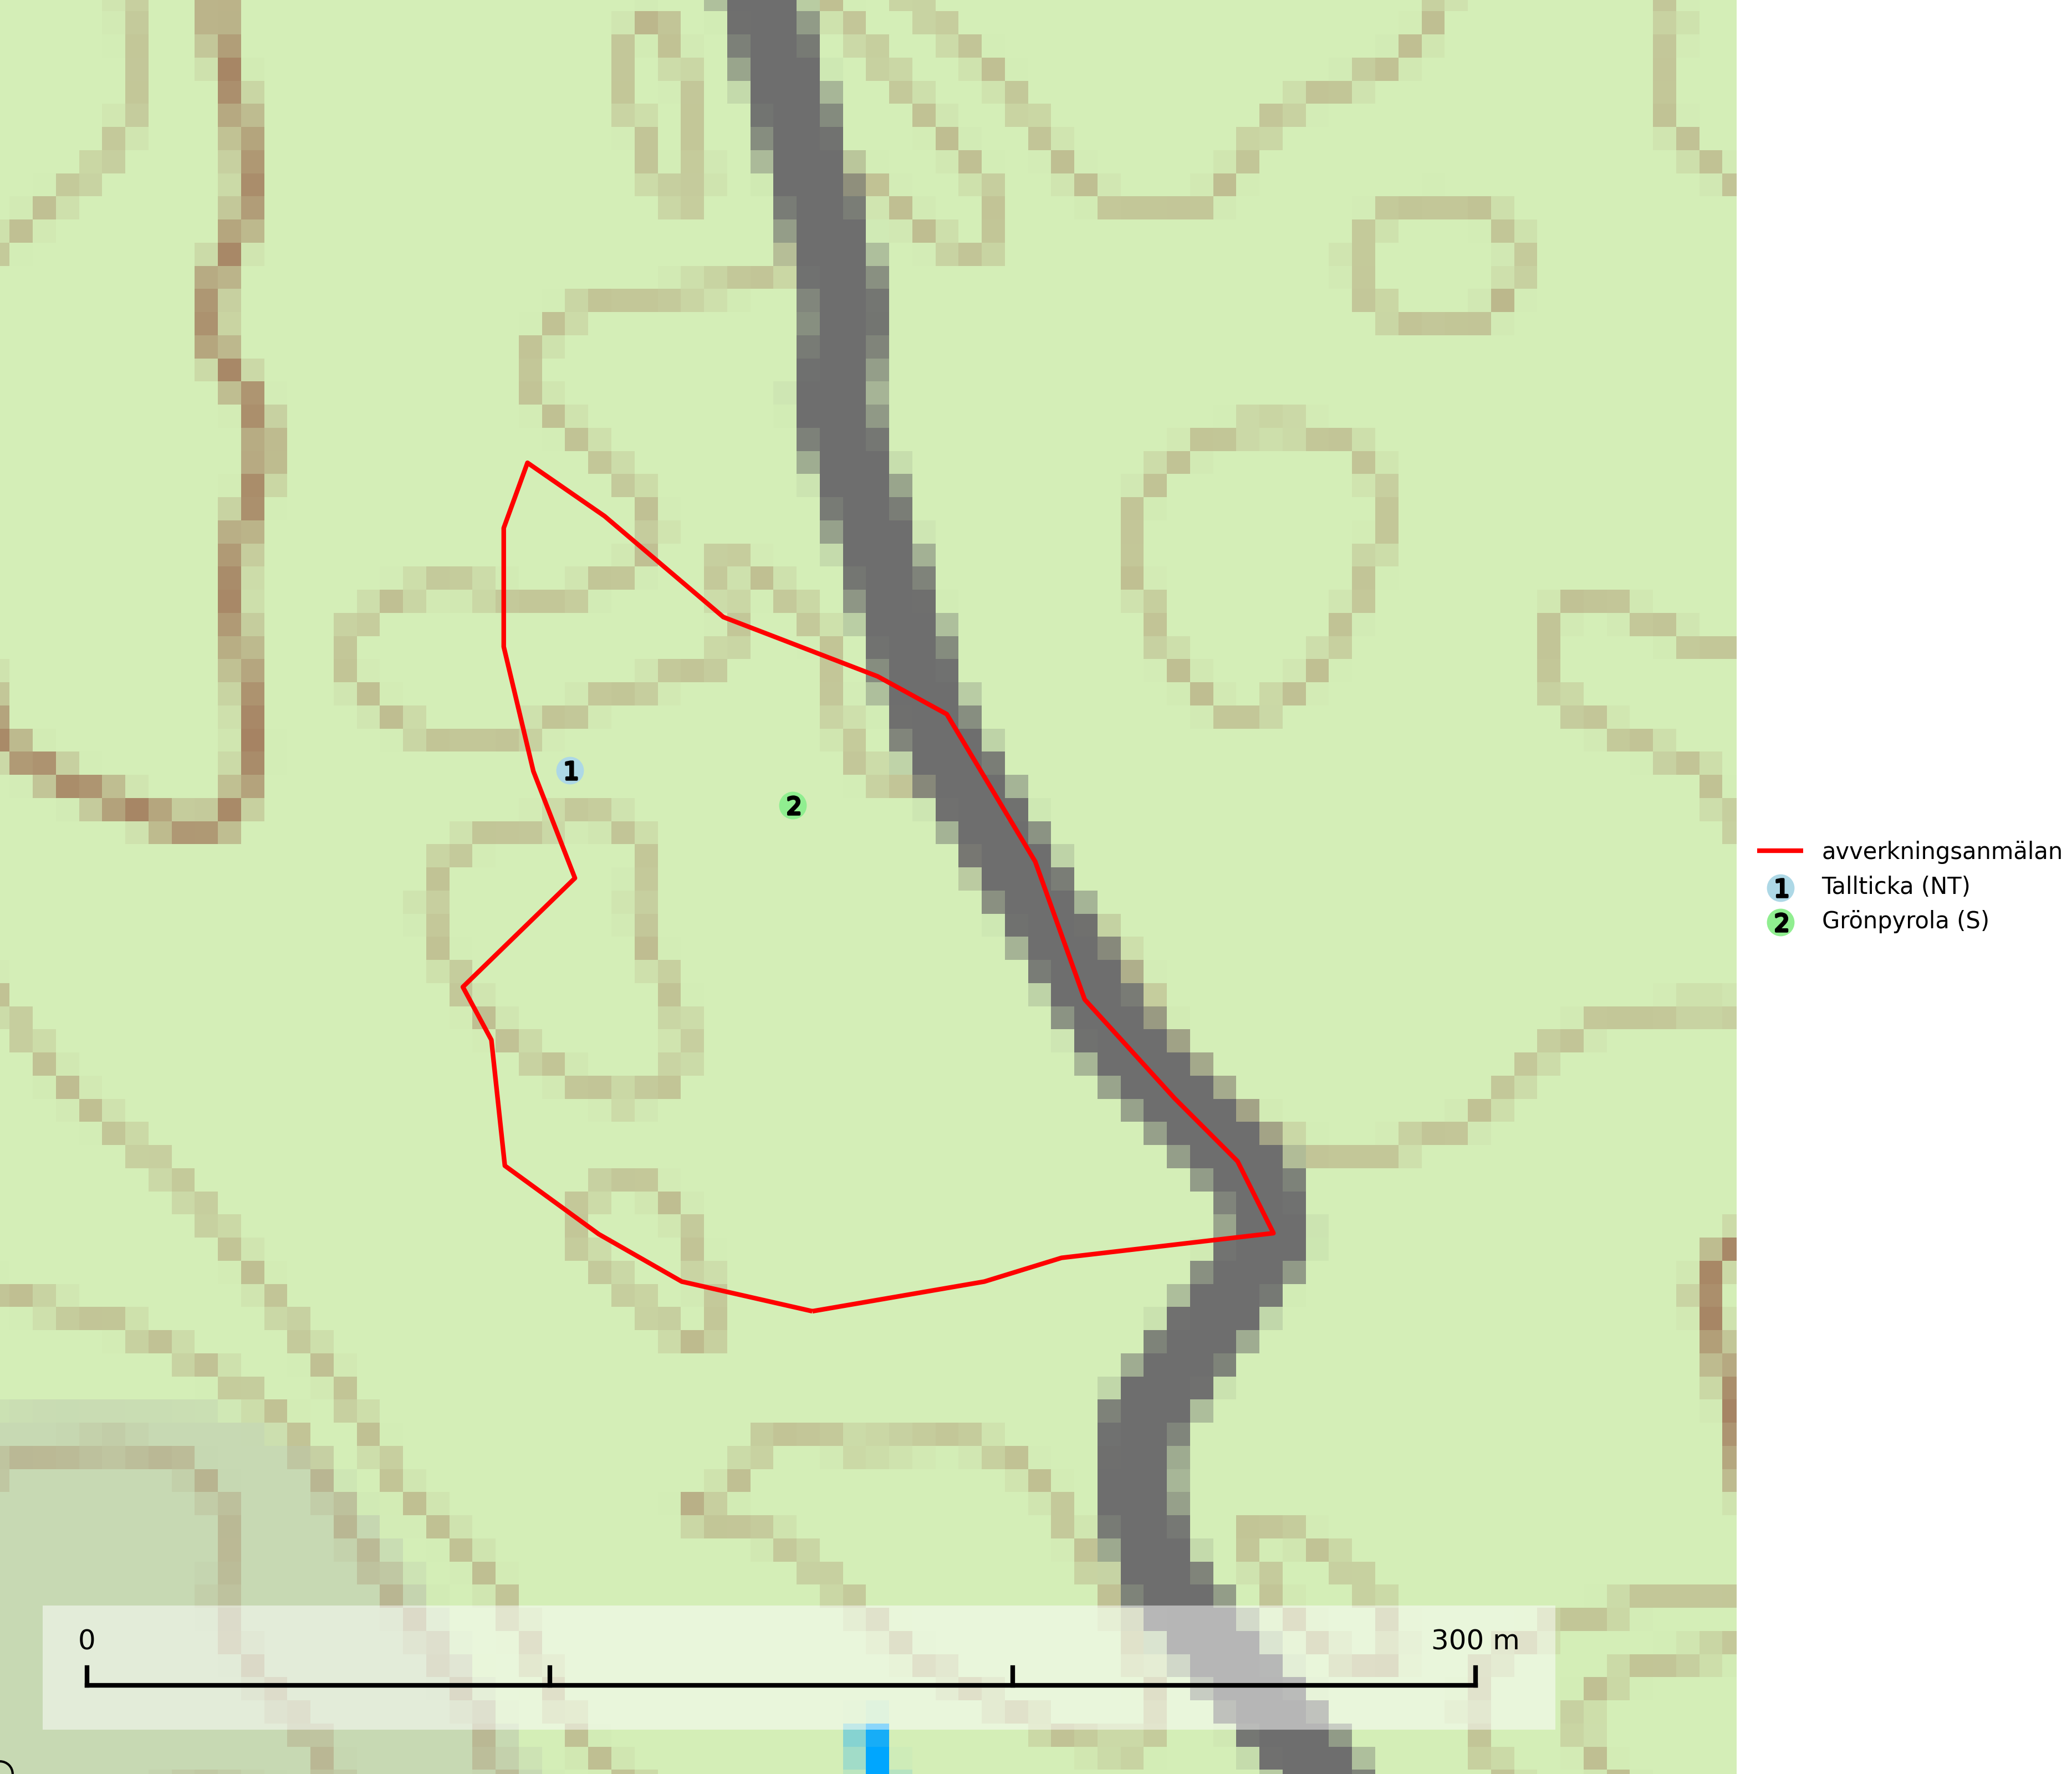 1
2
avverkningsanmälan
1 Tallticka (NT)
2 Grönpyrola (S)
0 300 m